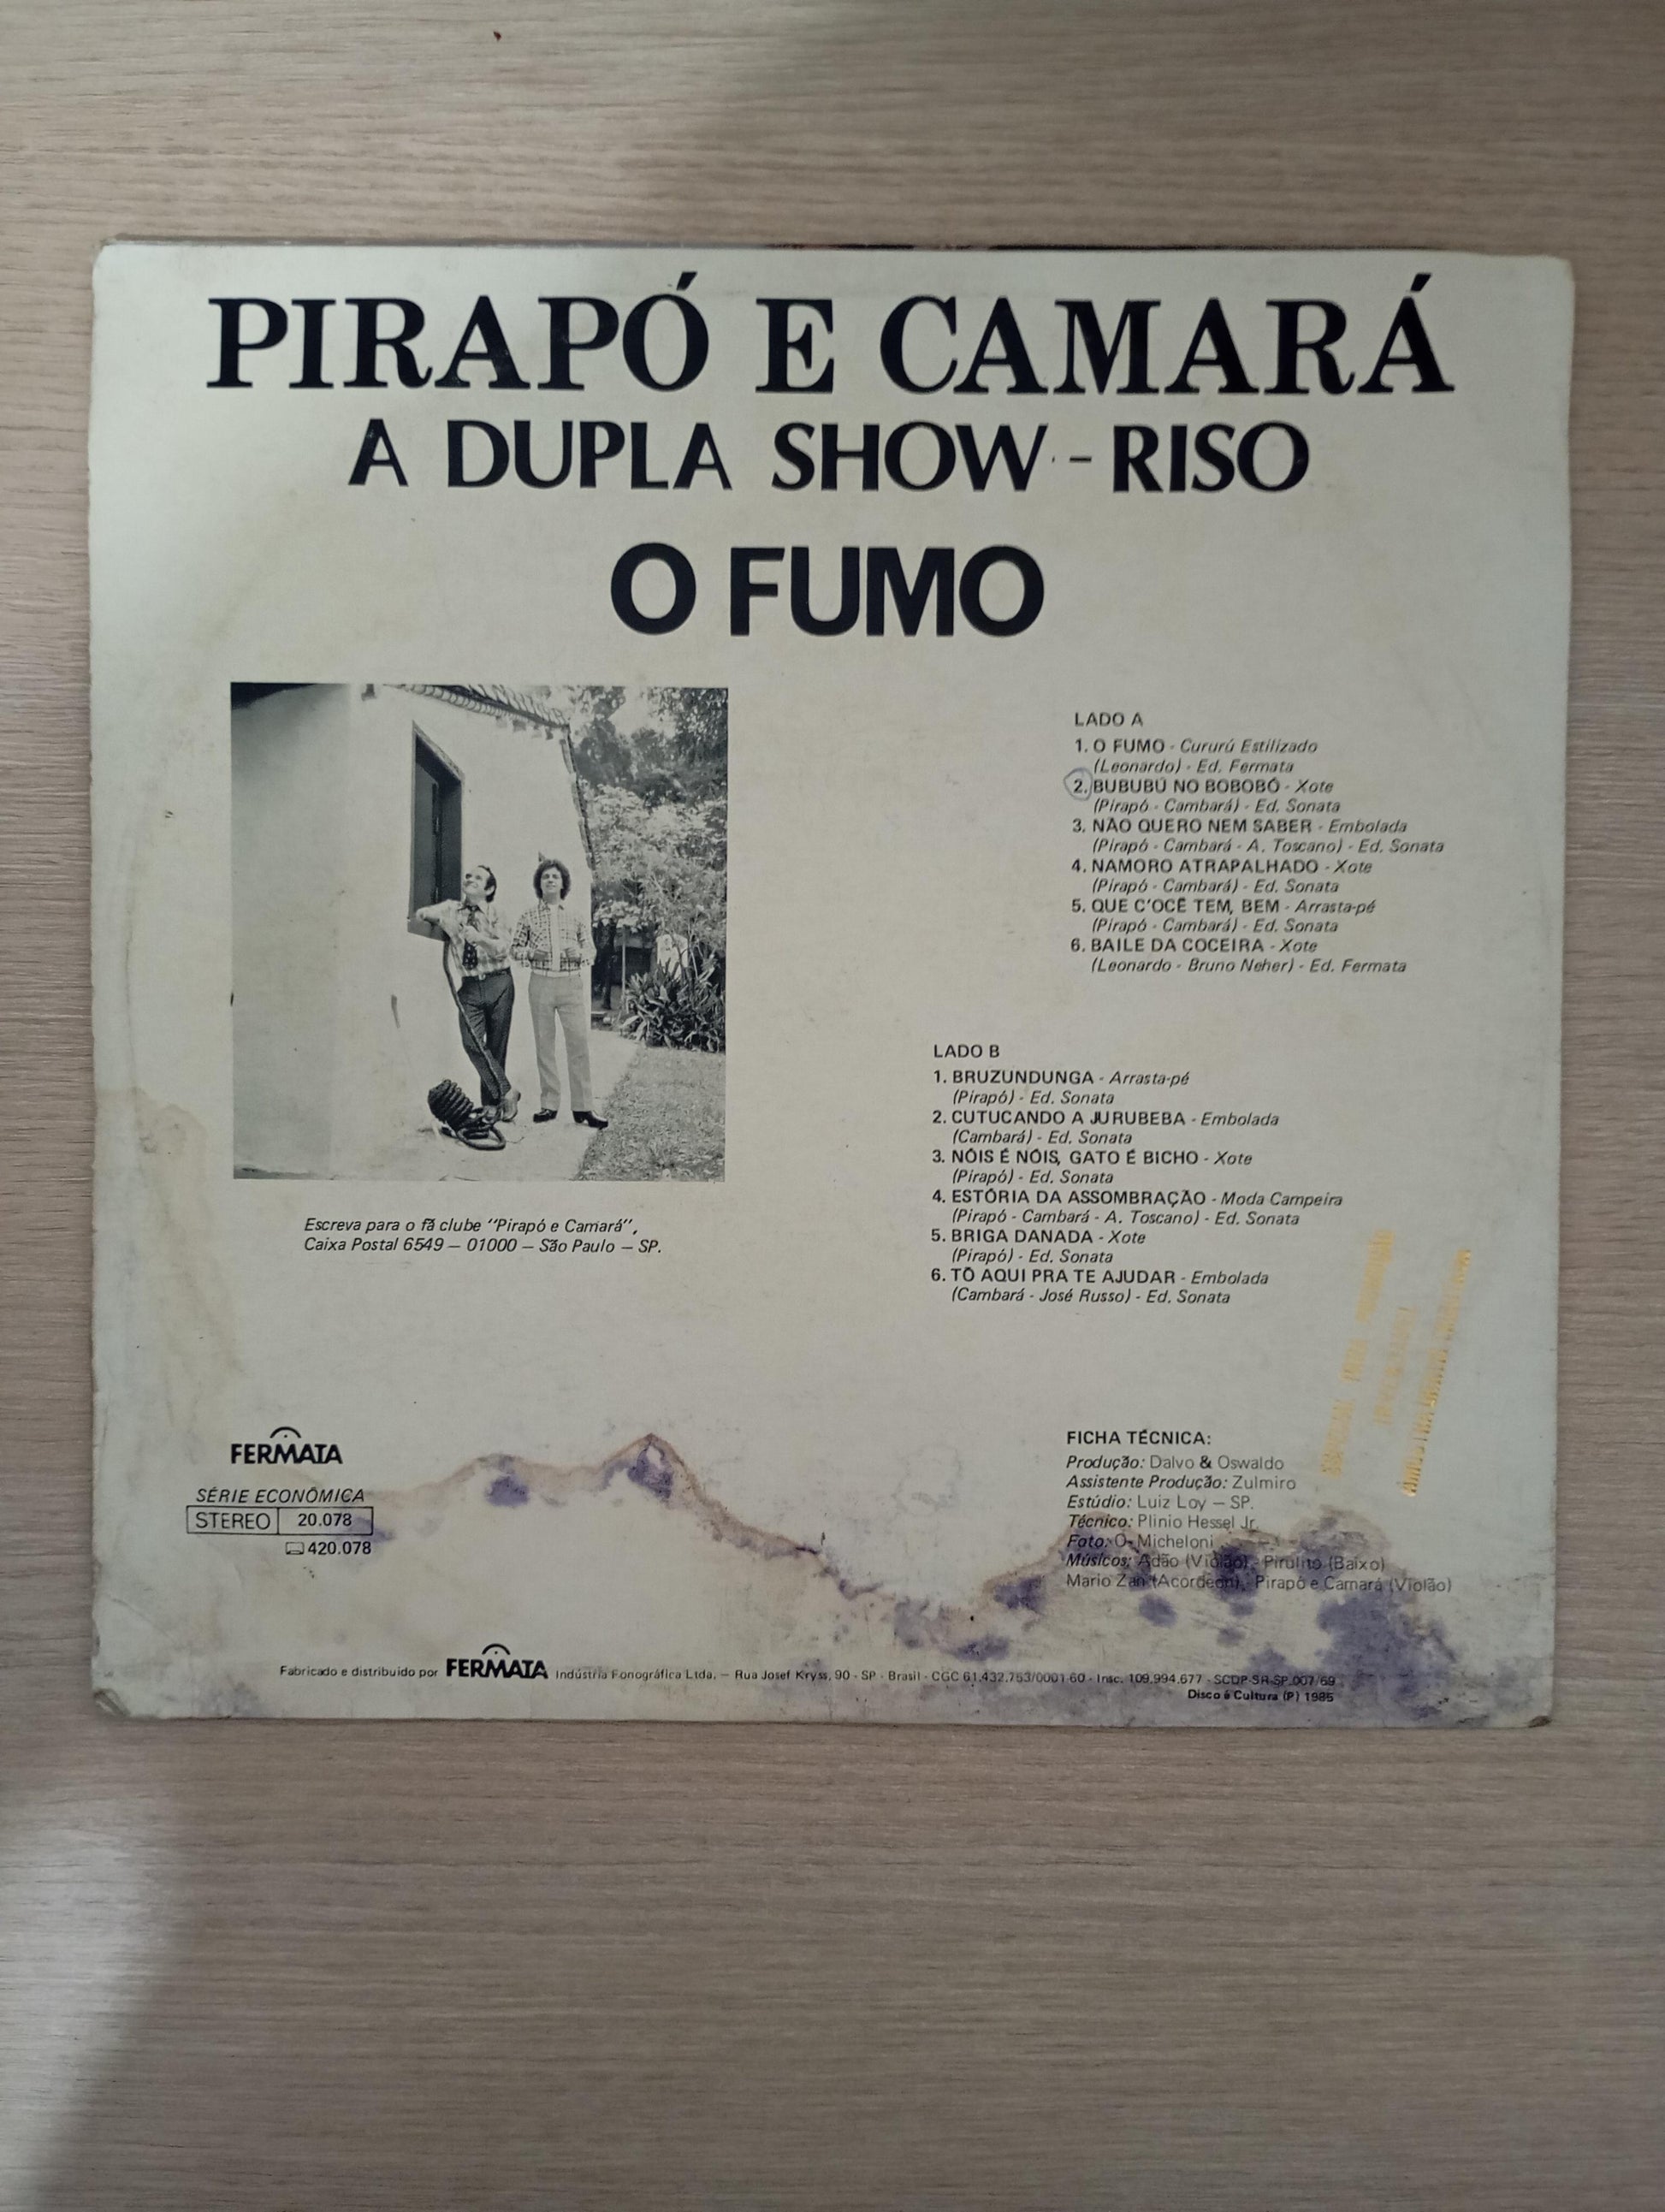 PIRAPÓ E CAMARÁ
A DUPLA SHOW - RISO
O FUMO
LADO A
1. O FUMO - Cururú Estilizado
(Leonardo) - Ed. Fermata
2. BUBUBÚ NO BOBOBÓ - Xote
(Pirapó - Cambará) - Ed. Sonata
3. NÃO QUERO NEM SABER - Embolada
(Pirapó - Cambará - A. Toscano) - Ed. Sonata
4. NAMORO ATRAPALHADO - Xote
(Pirapó - Cambará) - Ed. Sonata
5. QUE C'OCÊ TEM, BEM - Arrasta-pé
(Pirapó - Cambará) - Ed. Sonata
6. BAILE DA COCEIRA - Xote
(Leonardo - Bruno Neher) - Ed. Fermata
LADO B
1. BRUZUNDUNGA - Arrasta-pé
(Pirapó) - Ed. Sonata
2. CUTUCANDO A JURUBEBA - Embolada
(Cambará) - Ed. Sonata
3. NÓIS É NÓIS, GATO É BICHO - Xote
(Pirapó) - Ed. Sonata
4. ESTÓRIA DA ASSOMBRAÇÃO - Moda Campeira
(Pirapó - Cambará - A. Toscano) - Ed. Sonata
5. BRIGA DANADA - Xote
(Pirapó) - Ed. Sonata
6. TÔ AQUI PRA TE AJUDAR - Embolada
(Cambará - José Russo) - Ed. Sonata
Escreva para o fã clube "Pirapó e Camará",
Caixa Postal 6549 — 01000 — São Paulo — SP.
FERMATA
SÉRIE ECONÔMICA
STEREO 20.078
420.078
FICHA TÉCNICA:
Produção: Dalvo & Oswaldo
Assistente Produção: Zulmiro
Estúdio: Luiz Loy — SP.
Técnico: Plinio Hessel Jr.
Foto: O. Micheloni
Músicos: Adão (Violão) - Pirulito (Baixo)
Mario Zan (Acordeon) - Pirapó e Camará (Violão)
Fabricado e distribuido por FERMATA Indústria Fonográfica Ltda. — Rua Josef Kryss, 90 - SP - Brasil - CGC 61.432.753/0001-60 - Insc. 109.994.677 - SCDP-SR-SP 007/69
Disco é Cultura (P) 1985